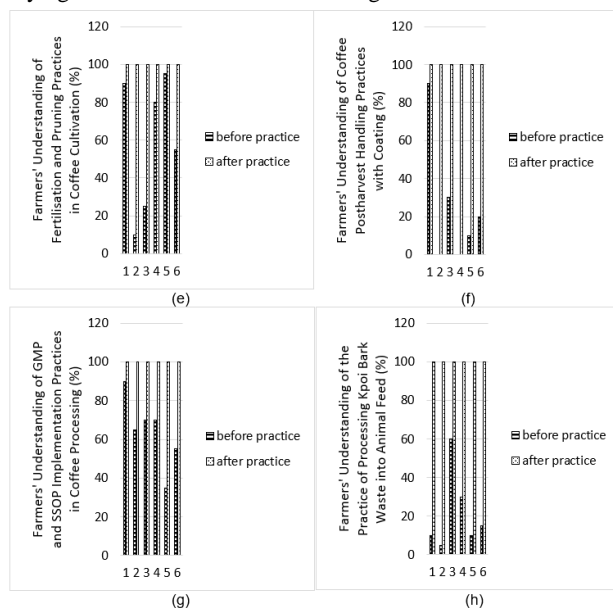 Farmers' Understanding of
Fertilisation and Pruning Practices
in Coffee Cultivation (%)
120
100
80
60
40
20
0
1 2 3 4 5 6
before practice
after practice
(e)
Farmers' Understanding of Coffee
Postharvest Handling Practices
with Coating (%)
120
100
80
60
40
20
0
1 2 3 4 5 6
before practice
after practice
(f)
Farmers' Understanding of GMP
and SSOP Implementation Practices
in Coffee Processing (%)
120
100
80
60
40
20
0
1 2 3 4 5 6
before practice
after practice
(g)
Farmers' Understanding of the
Practice of Processing Kpoi Bark
Waste into Animal Feed (%)
120
100
80
60
40
20
0
1 2 3 4 5 6
before practice
after practice
(h)